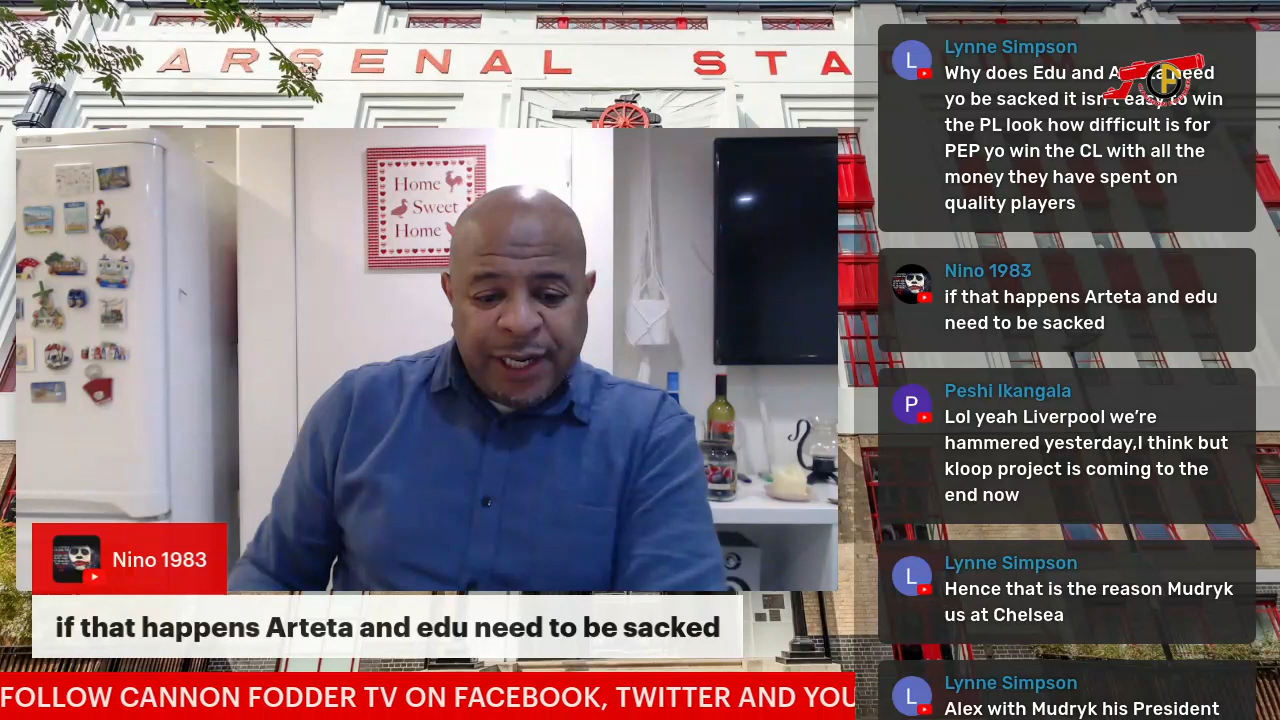 ARSENAL STA
Home
Sweet
Home
Nino 1983
if that happens Arteta and edu need to be sacked
FOLLOW CANNON FODDER TV ON FACEBOOK, TWITTER AND YOU
Lynne Simpson
Why does Edu and need
yo be sacked it isn't easy to win
the PL look how difficult is for
PEP yo win the CL with all the
money they have spent on
quality players
Nino 1983
if that happens Arteta and edu
need to be sacked
P
Peshi Ikangala
Lol yeah Liverpool we’re
hammered yesterday,I think but
kloop project is coming to the
end now
L
Lynne Simpson
Hence that is the reason Mudryk
us at Chelsea
L
Lynne Simpson
Alex with Mudryk his President